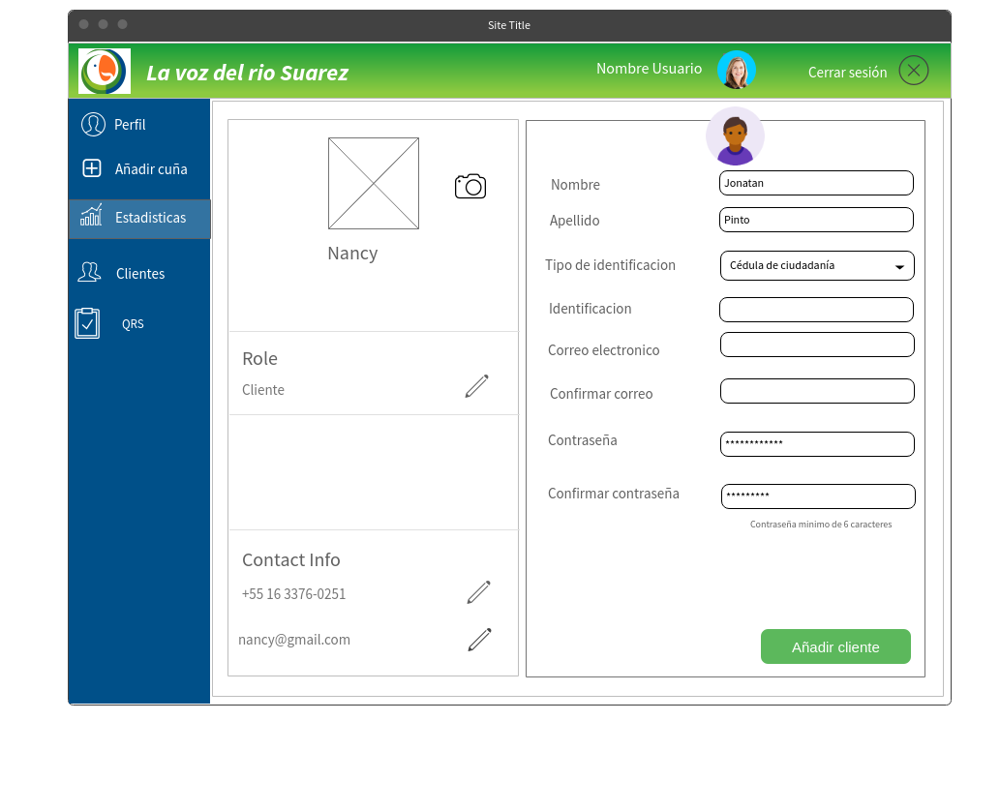 Site Title
La voz del rio Suarez
Nombre Usuario
Cerrar sesión
Perfil
Añadir cuña
Estadisticas
Clientes
QRS
Nancy
Role
Cliente
Contact Info
+55 16 3376-0251
nancy@gmail.com
Nombre
Jonatan
Apellido
Pinto
Tipo de identificacion
Cédula de ciudadanía
Identificacion
Correo electronico
Confirmar correo
Contraseña
************
Confirmar contraseña
*********
Contraseña minimo de 6 caracteres
Añadir cliente